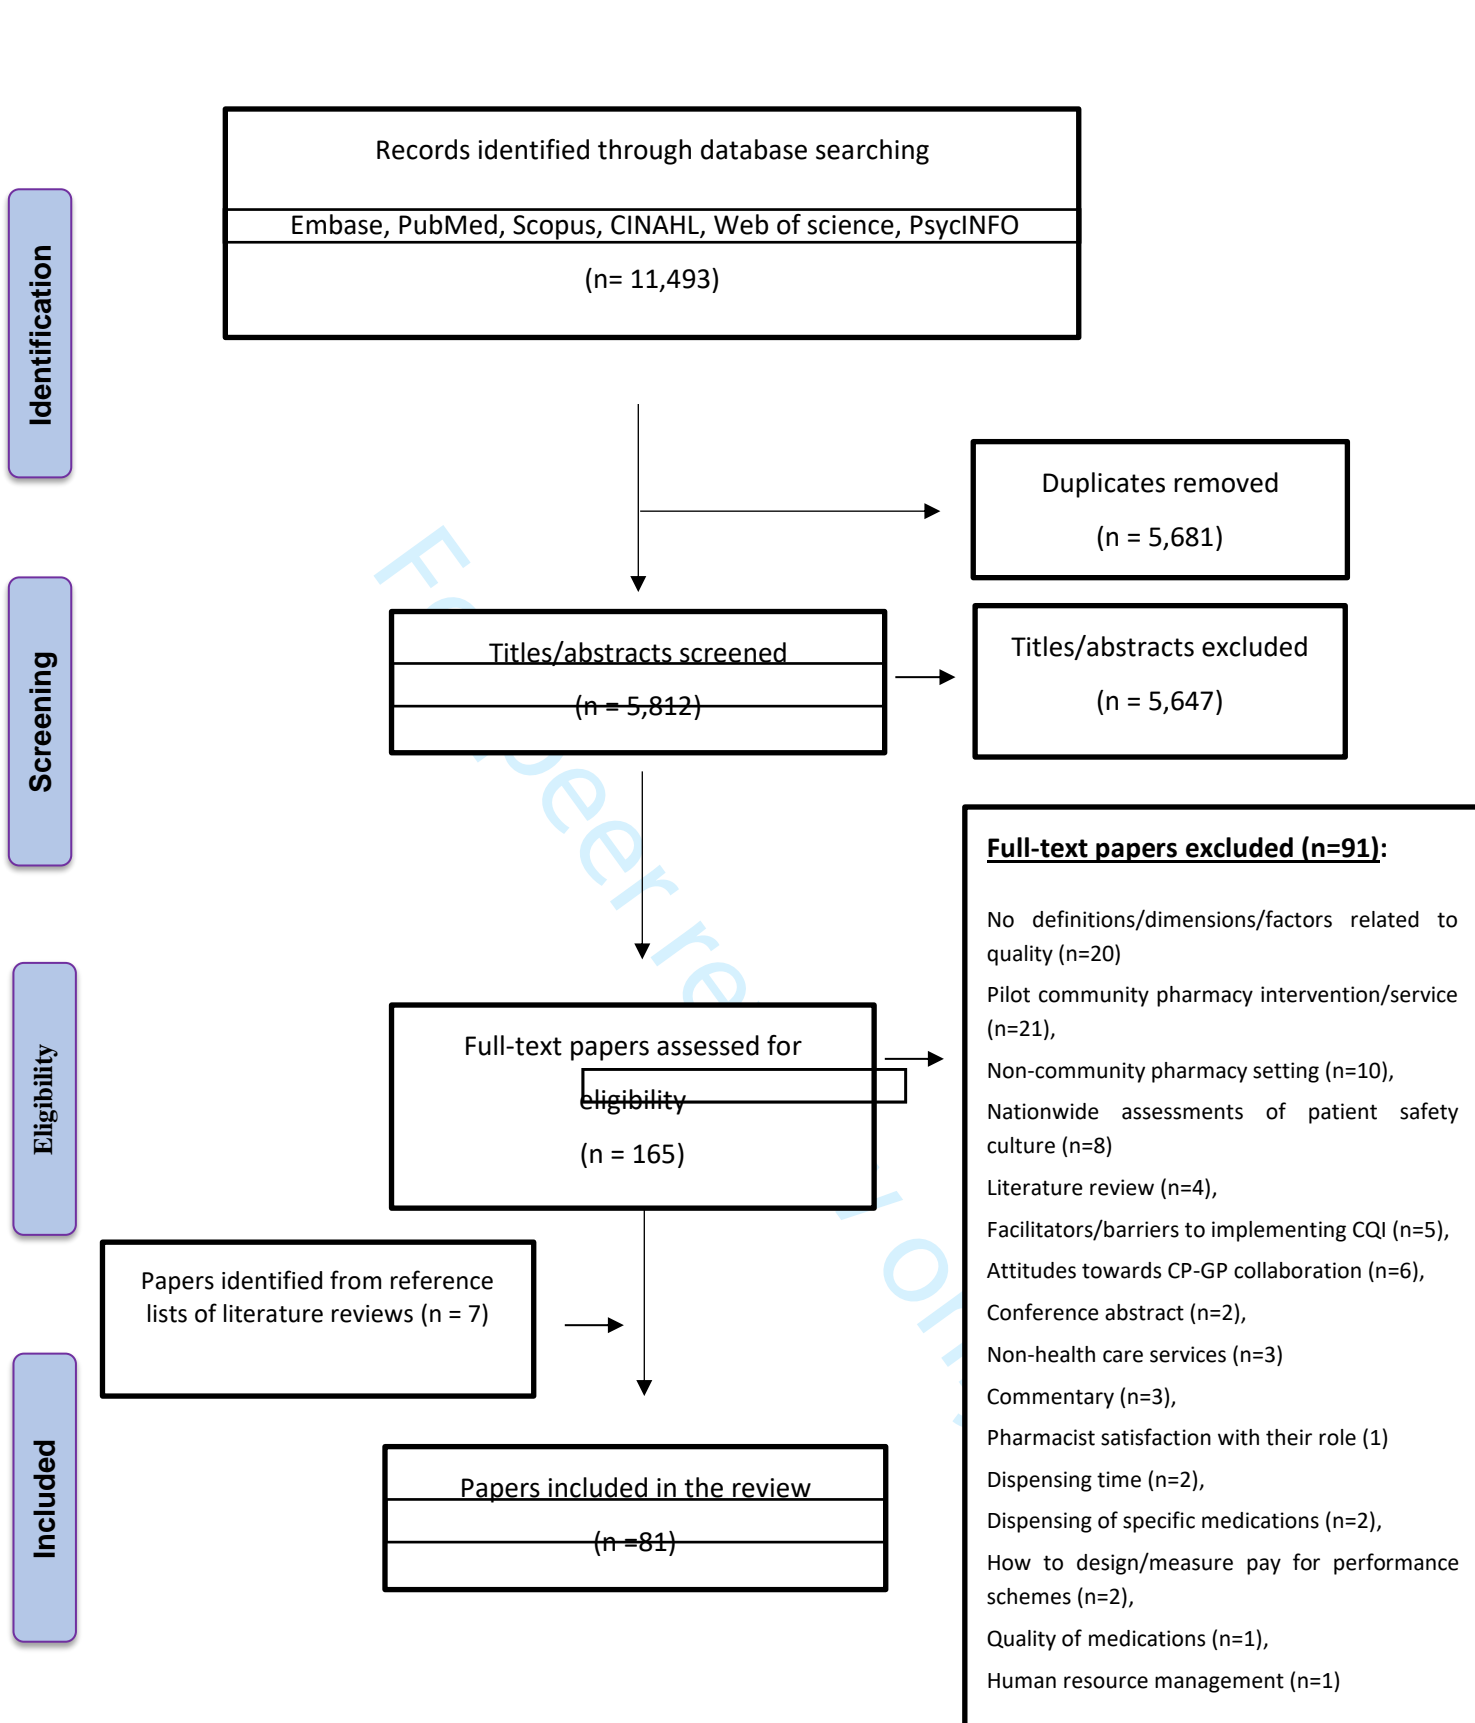 Records identified through database searching
Embase, PubMed, Scopus, CINAHL, Web of science, PsycINFO
(n= 11,493)
Identification
Duplicates removed
(n = 5,681)
Screening
Titles/abstracts screened
(n = 5,812)
Titles/abstracts excluded
(n = 5,647)
Eligibility
Full-text papers assessed for
eligibility
(n = 165)
Full-text papers excluded (n=91):
No definitions/dimensions/factors related to
quality (n=20)
Pilot community pharmacy intervention/service
(n=21),
Non-community pharmacy setting (n=10),
Nationwide assessments of patient safety
culture (n=8)
Literature review (n=4),
Facilitators/barriers to implementing CQI (n=5),
Attitudes towards CP-GP collaboration (n=6),
Conference abstract (n=2),
Non-health care services (n=3)
Commentary (n=3),
Pharmacist satisfaction with their role (1)
Dispensing time (n=2),
Dispensing of specific medications (n=2),
How to design/measure pay for performance
schemes (n=2),
Quality of medications (n=1),
Human resource management (n=1)
Papers identified from reference
lists of literature reviews (n = 7)
Included
Papers included in the review
(n =81)